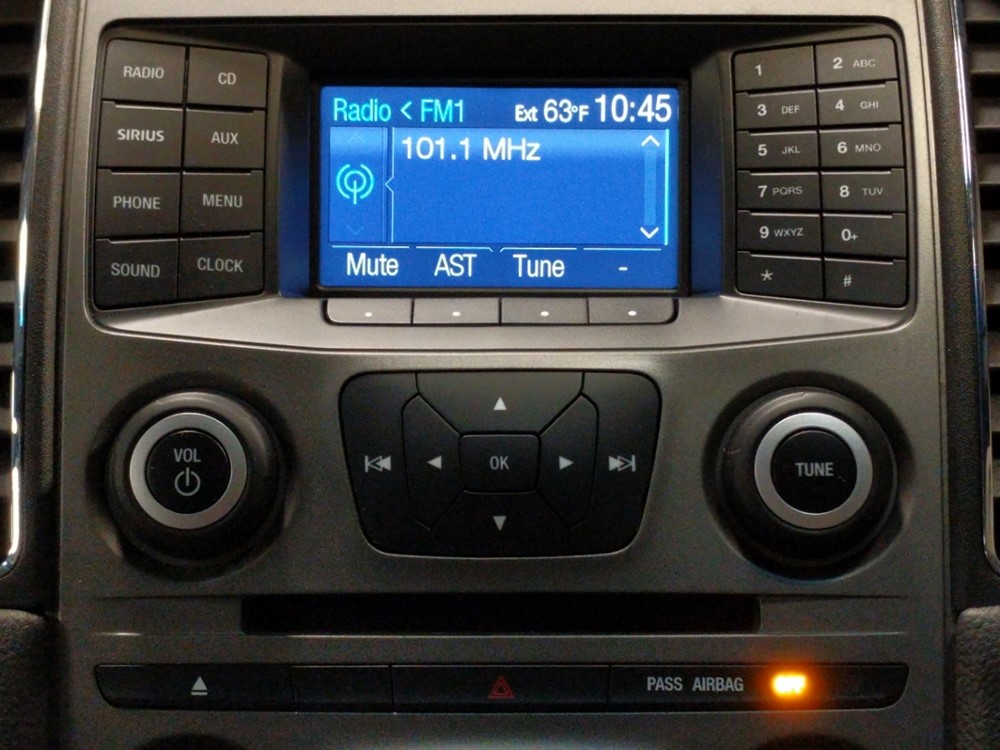 RADIO
CD
SIRIUS
AUX
PHONE
MENU
SOUND
CLOCK
Radio < FM1 Ext 63°F 10:45
101.1 MHz
Mute AST Tune -
1
2 ABC
3 DEF
4 GHI
5 JKL
6 MNO
7 PQRS
8 TUV
9 WXYZ
0+
*
#
VOL
OK
TUNE
PASS AIRBAG